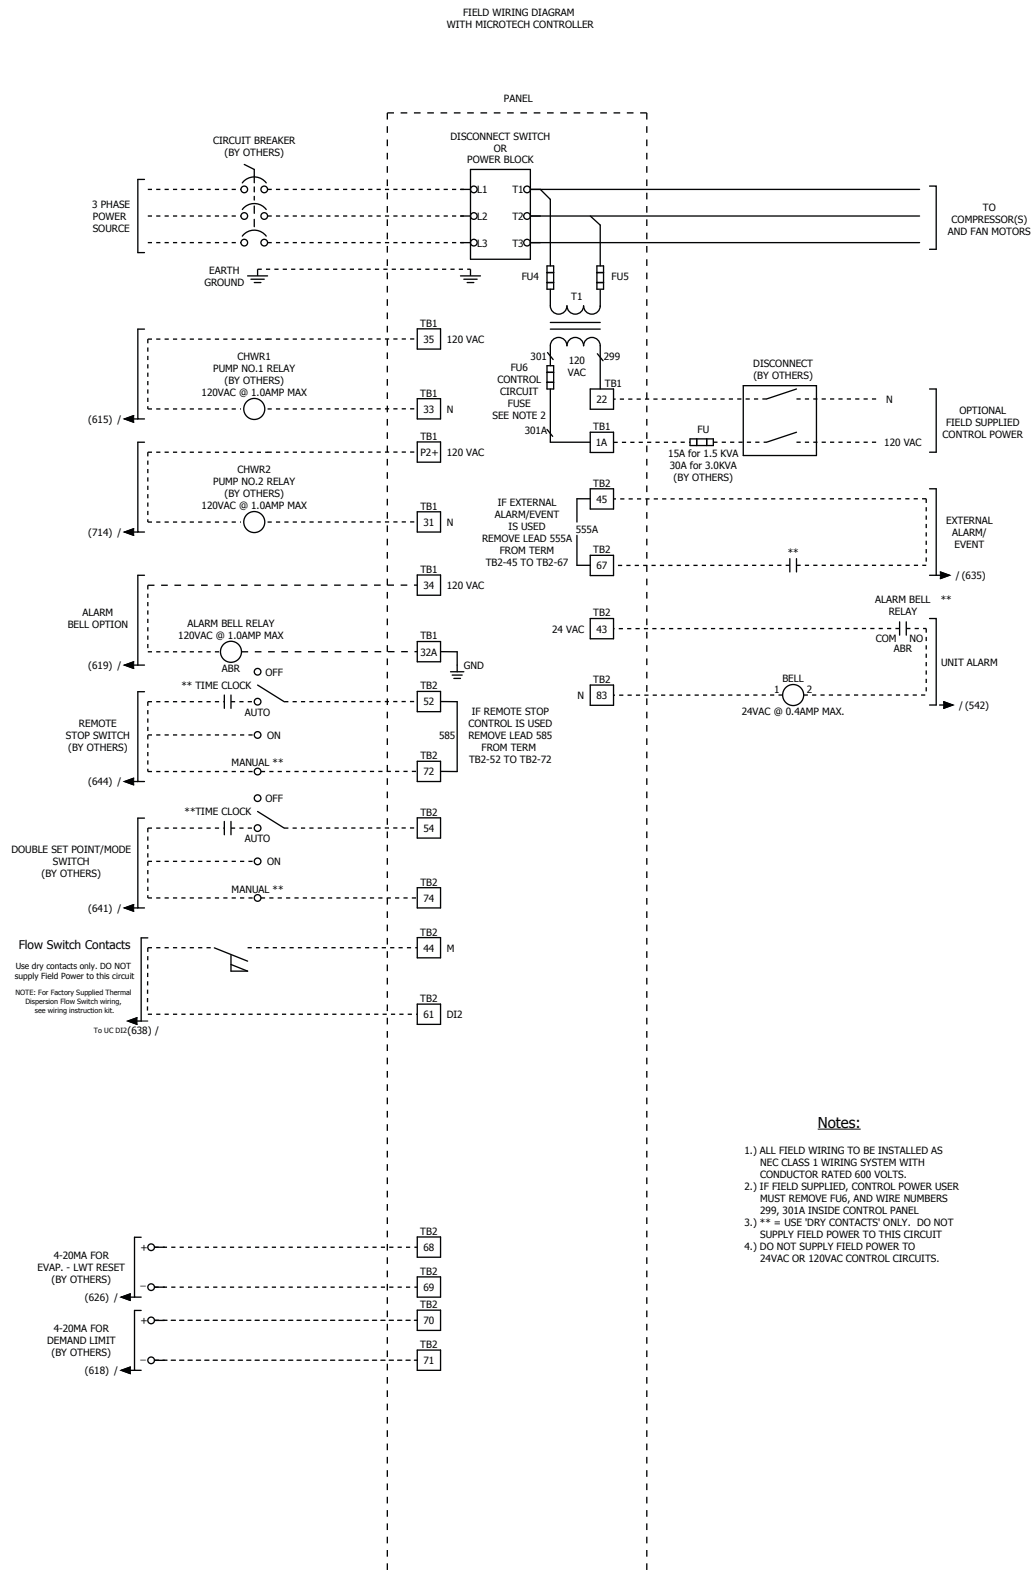 FIELD WIRING DIAGRAM
WITH MICROTECH CONTROLLER
PANEL
CIRCUIT BREAKER
(BY OTHERS)
DISCONNECT SWITCH
OR
POWER BLOCK
3 PHASE
POWER
SOURCE
L1
T1
L2
T2
L3
T3
TO
COMPRESSOR(S)
AND FAN MOTORS
EARTH
GROUND
FU4
FU5
T1
301
120
VAC
299
FU6
CONTROL
CIRCUIT
FUSE
SEE NOTE 2
301A
TB1
22
TB1
1A
DISCONNECT
(BY OTHERS)
N
120 VAC
FU
15A for 1.5 KVA
30A for 3.0KVA
(BY OTHERS)
OPTIONAL
FIELD SUPPLIED
CONTROL POWER
TB1
35
120 VAC
CHWR1
PUMP NO.1 RELAY
(BY OTHERS)
120VAC @ 1.0AMP MAX
TB1
33
N
(615) /
TB1
P2+
120 VAC
CHWR2
PUMP NO.2 RELAY
(BY OTHERS)
120VAC @ 1.0AMP MAX
TB1
31
N
(714) /
IF EXTERNAL
ALARM/EVENT
IS USED
REMOVE LEAD 555A
FROM TERM
TB2-45 TO TB2-67
TB2
45
555A
TB2
67
**
EXTERNAL
ALARM/
EVENT
/ (635)
TB1
34
120 VAC
ALARM
BELL OPTION
ALARM BELL RELAY
120VAC @ 1.0AMP MAX
ABR
TB1
32A
GND
(619) /
24 VAC
TB2
43
ALARM BELL
RELAY
**
COM
NO
ABR
UNIT ALARM
N
TB2
83
BELL
1
2
24VAC @ 0.4AMP MAX.
/ (542)
REMOTE
STOP SWITCH
(BY OTHERS)
OFF
** TIME CLOCK
AUTO
ON
MANUAL **
TB2
52
585
TB2
72
IF REMOTE STOP
CONTROL IS USED
REMOVE LEAD 585
FROM TERM
TB2-52 TO TB2-72
(644) /
DOUBLE SET POINT/MODE
SWITCH
(BY OTHERS)
OFF
**TIME CLOCK
AUTO
ON
MANUAL **
TB2
54
TB2
74
(641) /
Flow Switch Contacts
Use dry contacts only. DO NOT
supply Field Power to this circuit
NOTE: For Factory Supplied Thermal
Dispersion Flow Switch wiring,
see wiring instruction kit.
To UC DI2(638) /
TB2
44
M
TB2
61
DI2
Notes:
1.) ALL FIELD WIRING TO BE INSTALLED AS
NEC CLASS 1 WIRING SYSTEM WITH
CONDUCTOR RATED 600 VOLTS.
2.) IF FIELD SUPPLIED, CONTROL POWER USER
MUST REMOVE FU6, AND WIRE NUMBERS
299, 301A INSIDE CONTROL PANEL
3.) ** = USE 'DRY CONTACTS' ONLY. DO NOT
SUPPLY FIELD POWER TO THIS CIRCUIT
4.) DO NOT SUPPLY FIELD POWER TO
24VAC OR 120VAC CONTROL CIRCUITS.
4-20MA FOR
EVAP. - LWT RESET
(BY OTHERS)
+
−
TB2
68
TB2
69
(626) /
4-20MA FOR
DEMAND LIMIT
(BY OTHERS)
+
−
TB2
70
TB2
71
(618) /